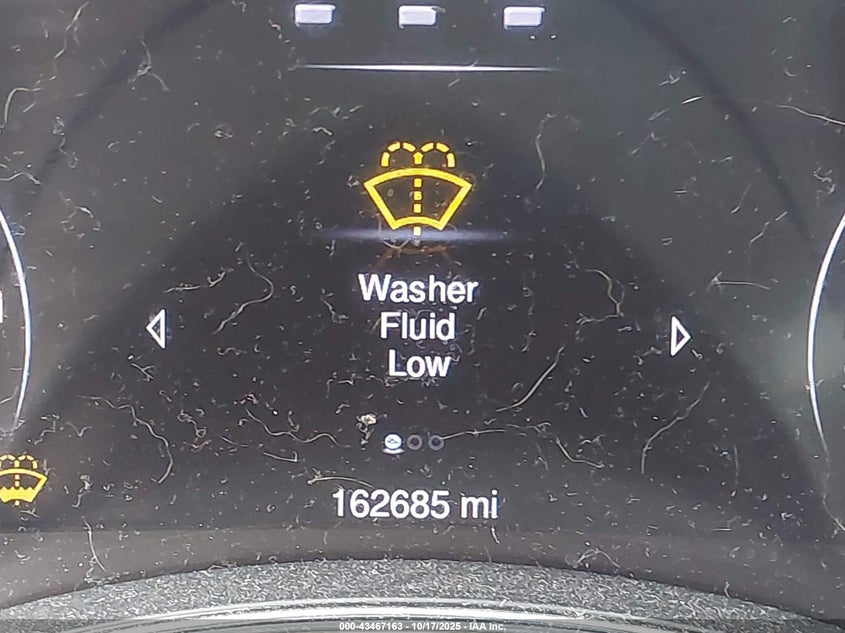 Washer
Fluid
Low
162685 mi
000-43467163 - 10/17/2025 - IAA Inc.